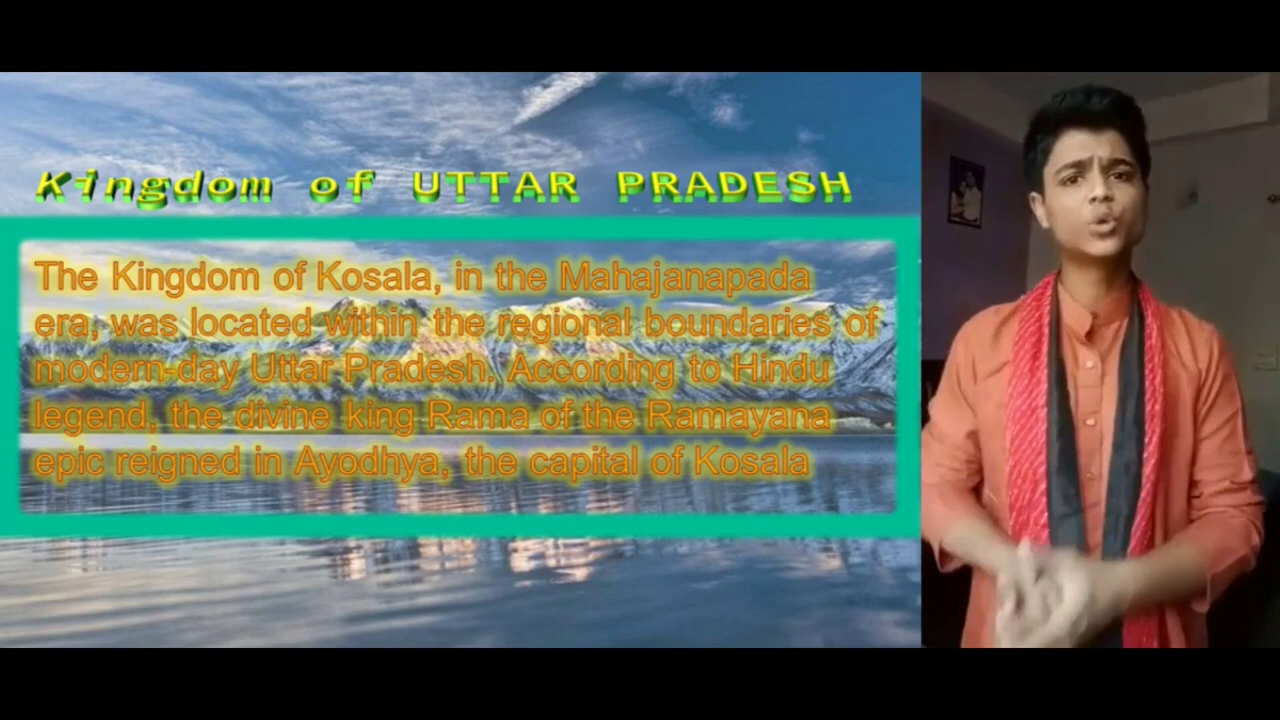 Kingdom of UTTAR PRADESH
The Kingdom of Kosala, in the Mahajanapada
era, was located within the regional boundaries of
modern-day Uttar Pradesh. According to Hindu
legend, the divine king Rama of the Ramayana
epic reigned in Ayodhya, the capital of Kosala